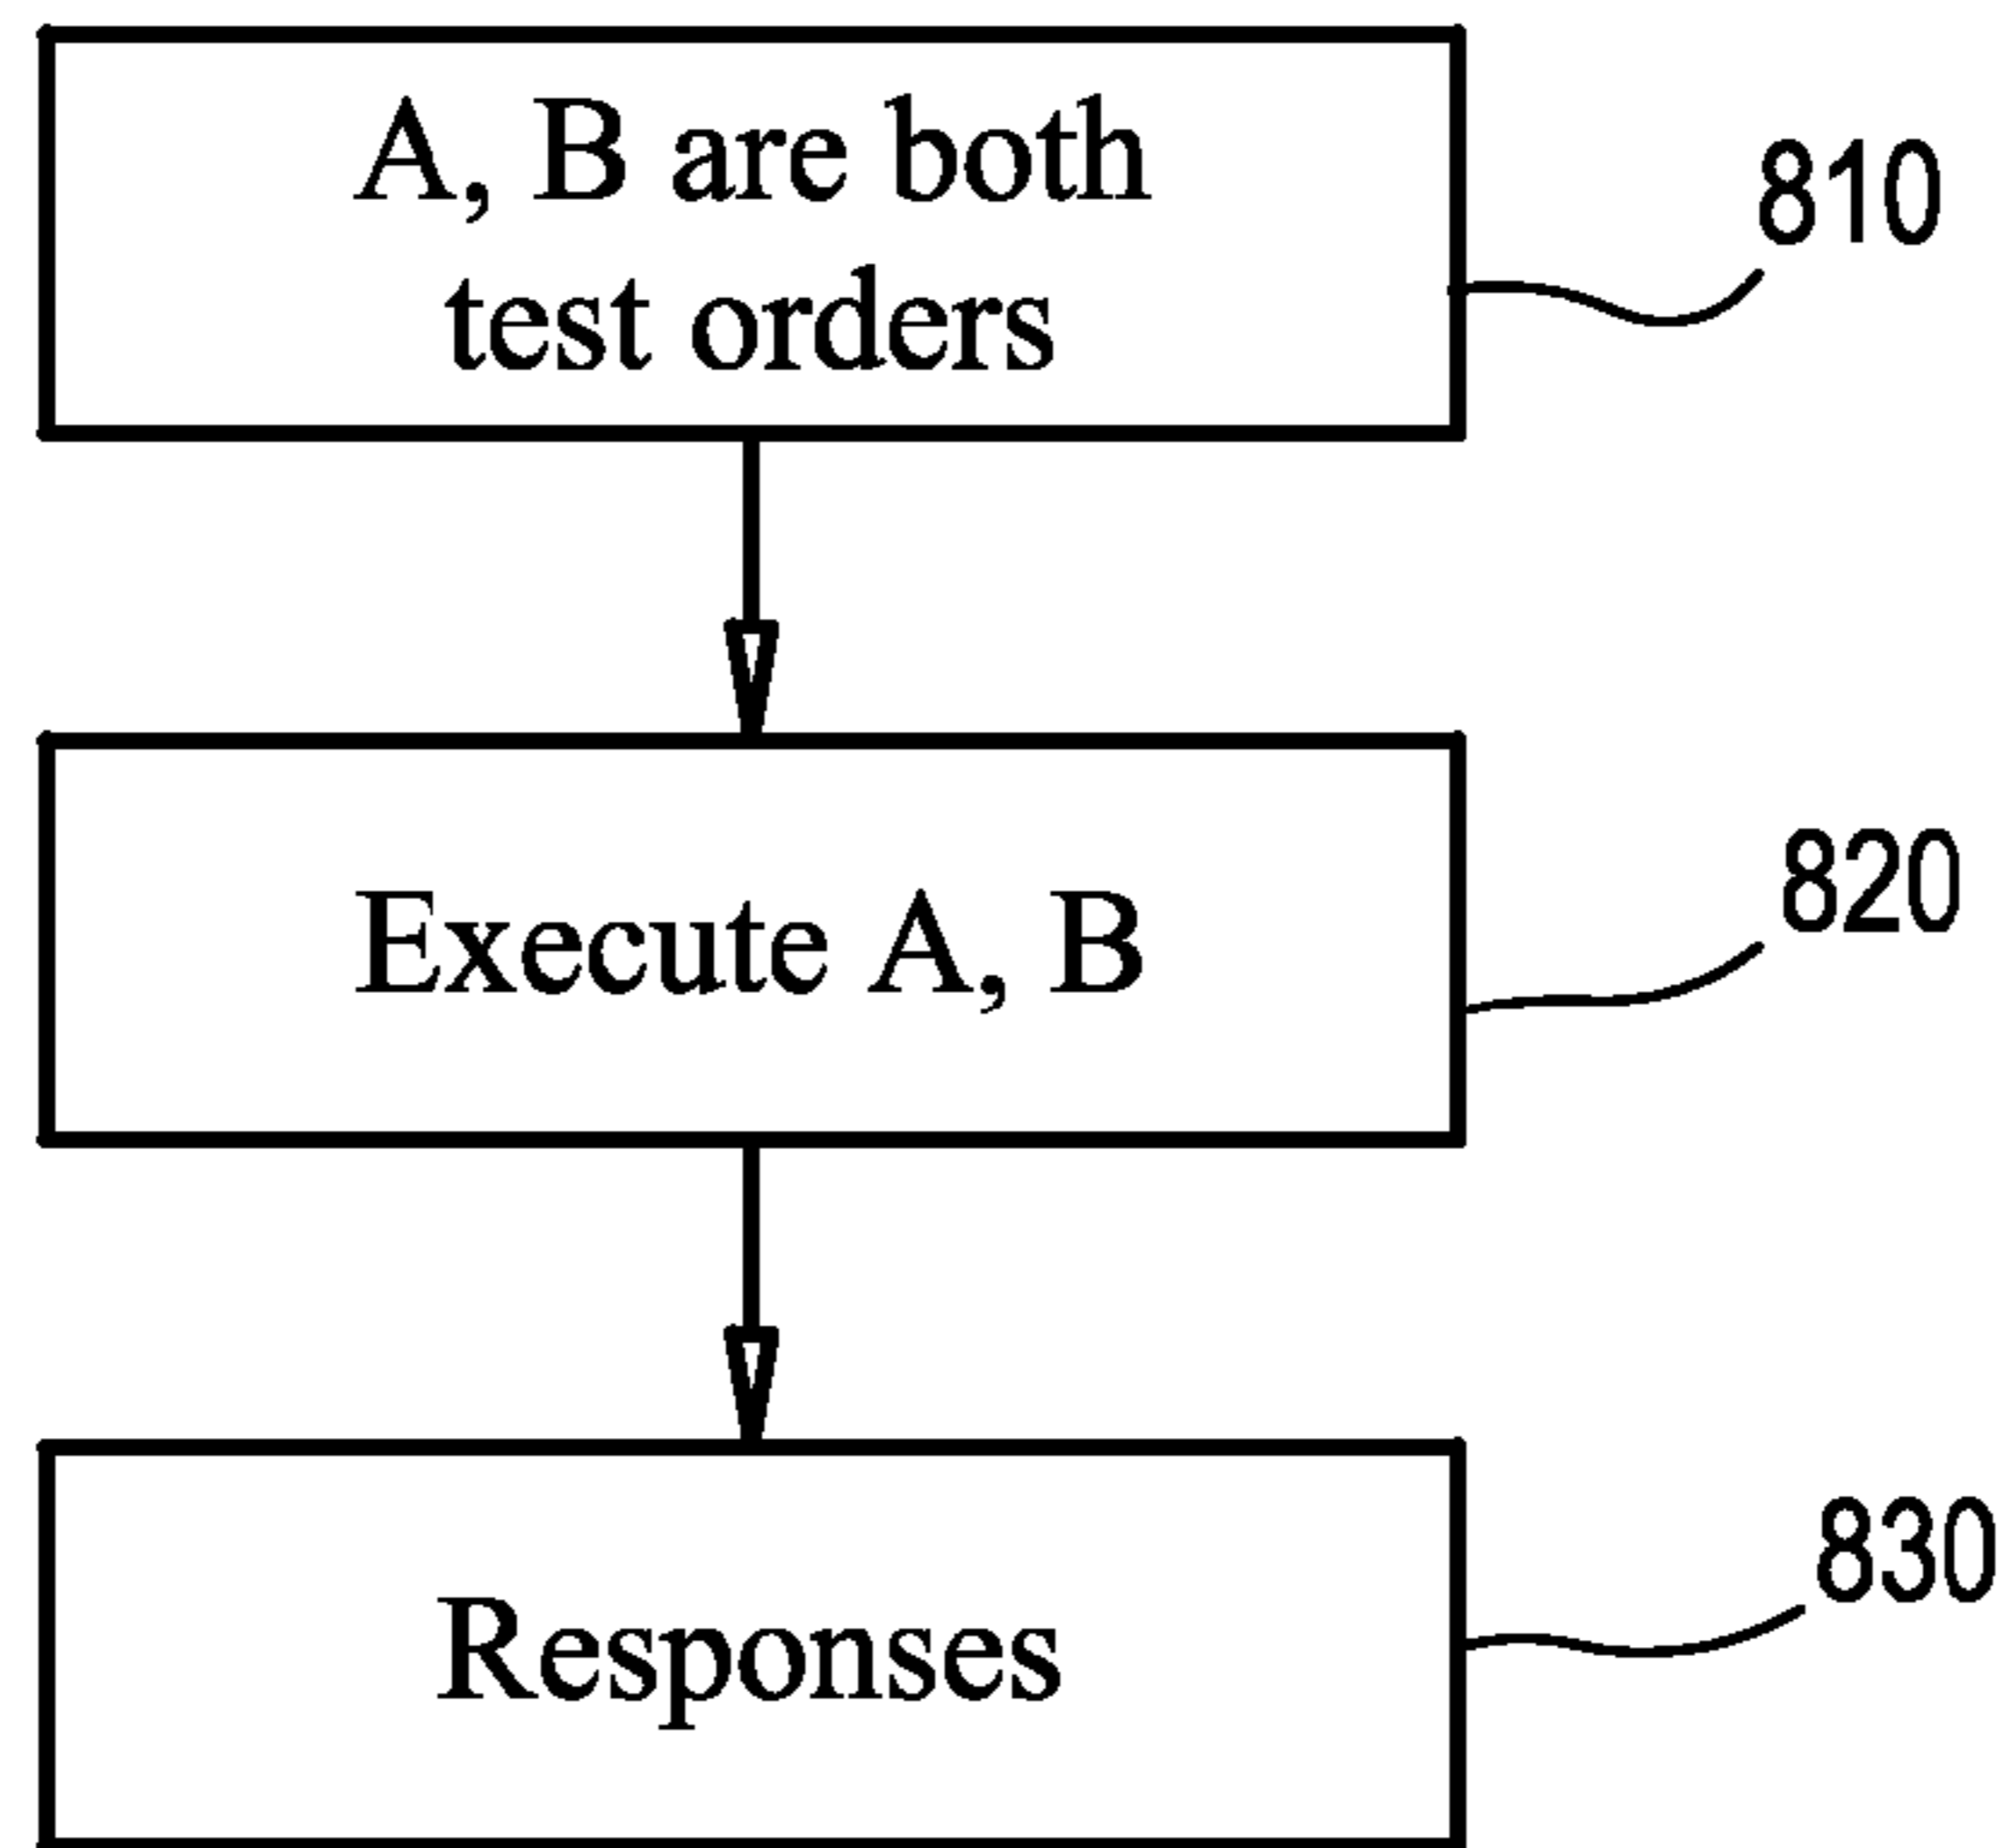 A, B are both
test orders
810
Execute A, B
820
Responses
830